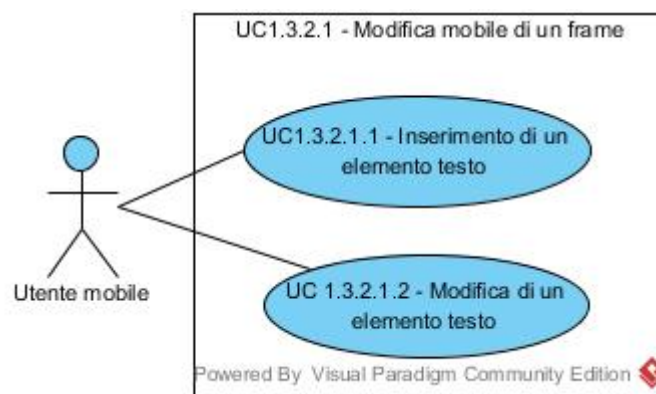 UC1.3.2.1 - Modifica mobile di un frame
UC1.3.2.1.1 - Inserimento di un
elemento testo
Utente mobile
UC 1.3.2.1.2 - Modifica di un
elemento testo
Powered By Visual Paradigm Community Edition